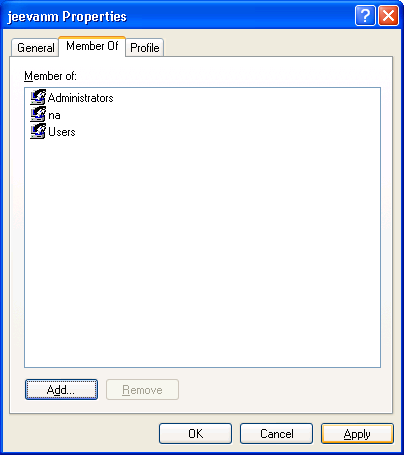 jeevanm Properties
General Member Of Profile
Member of:
Administrators
na
Users
Add... Remove
OK Cancel Apply